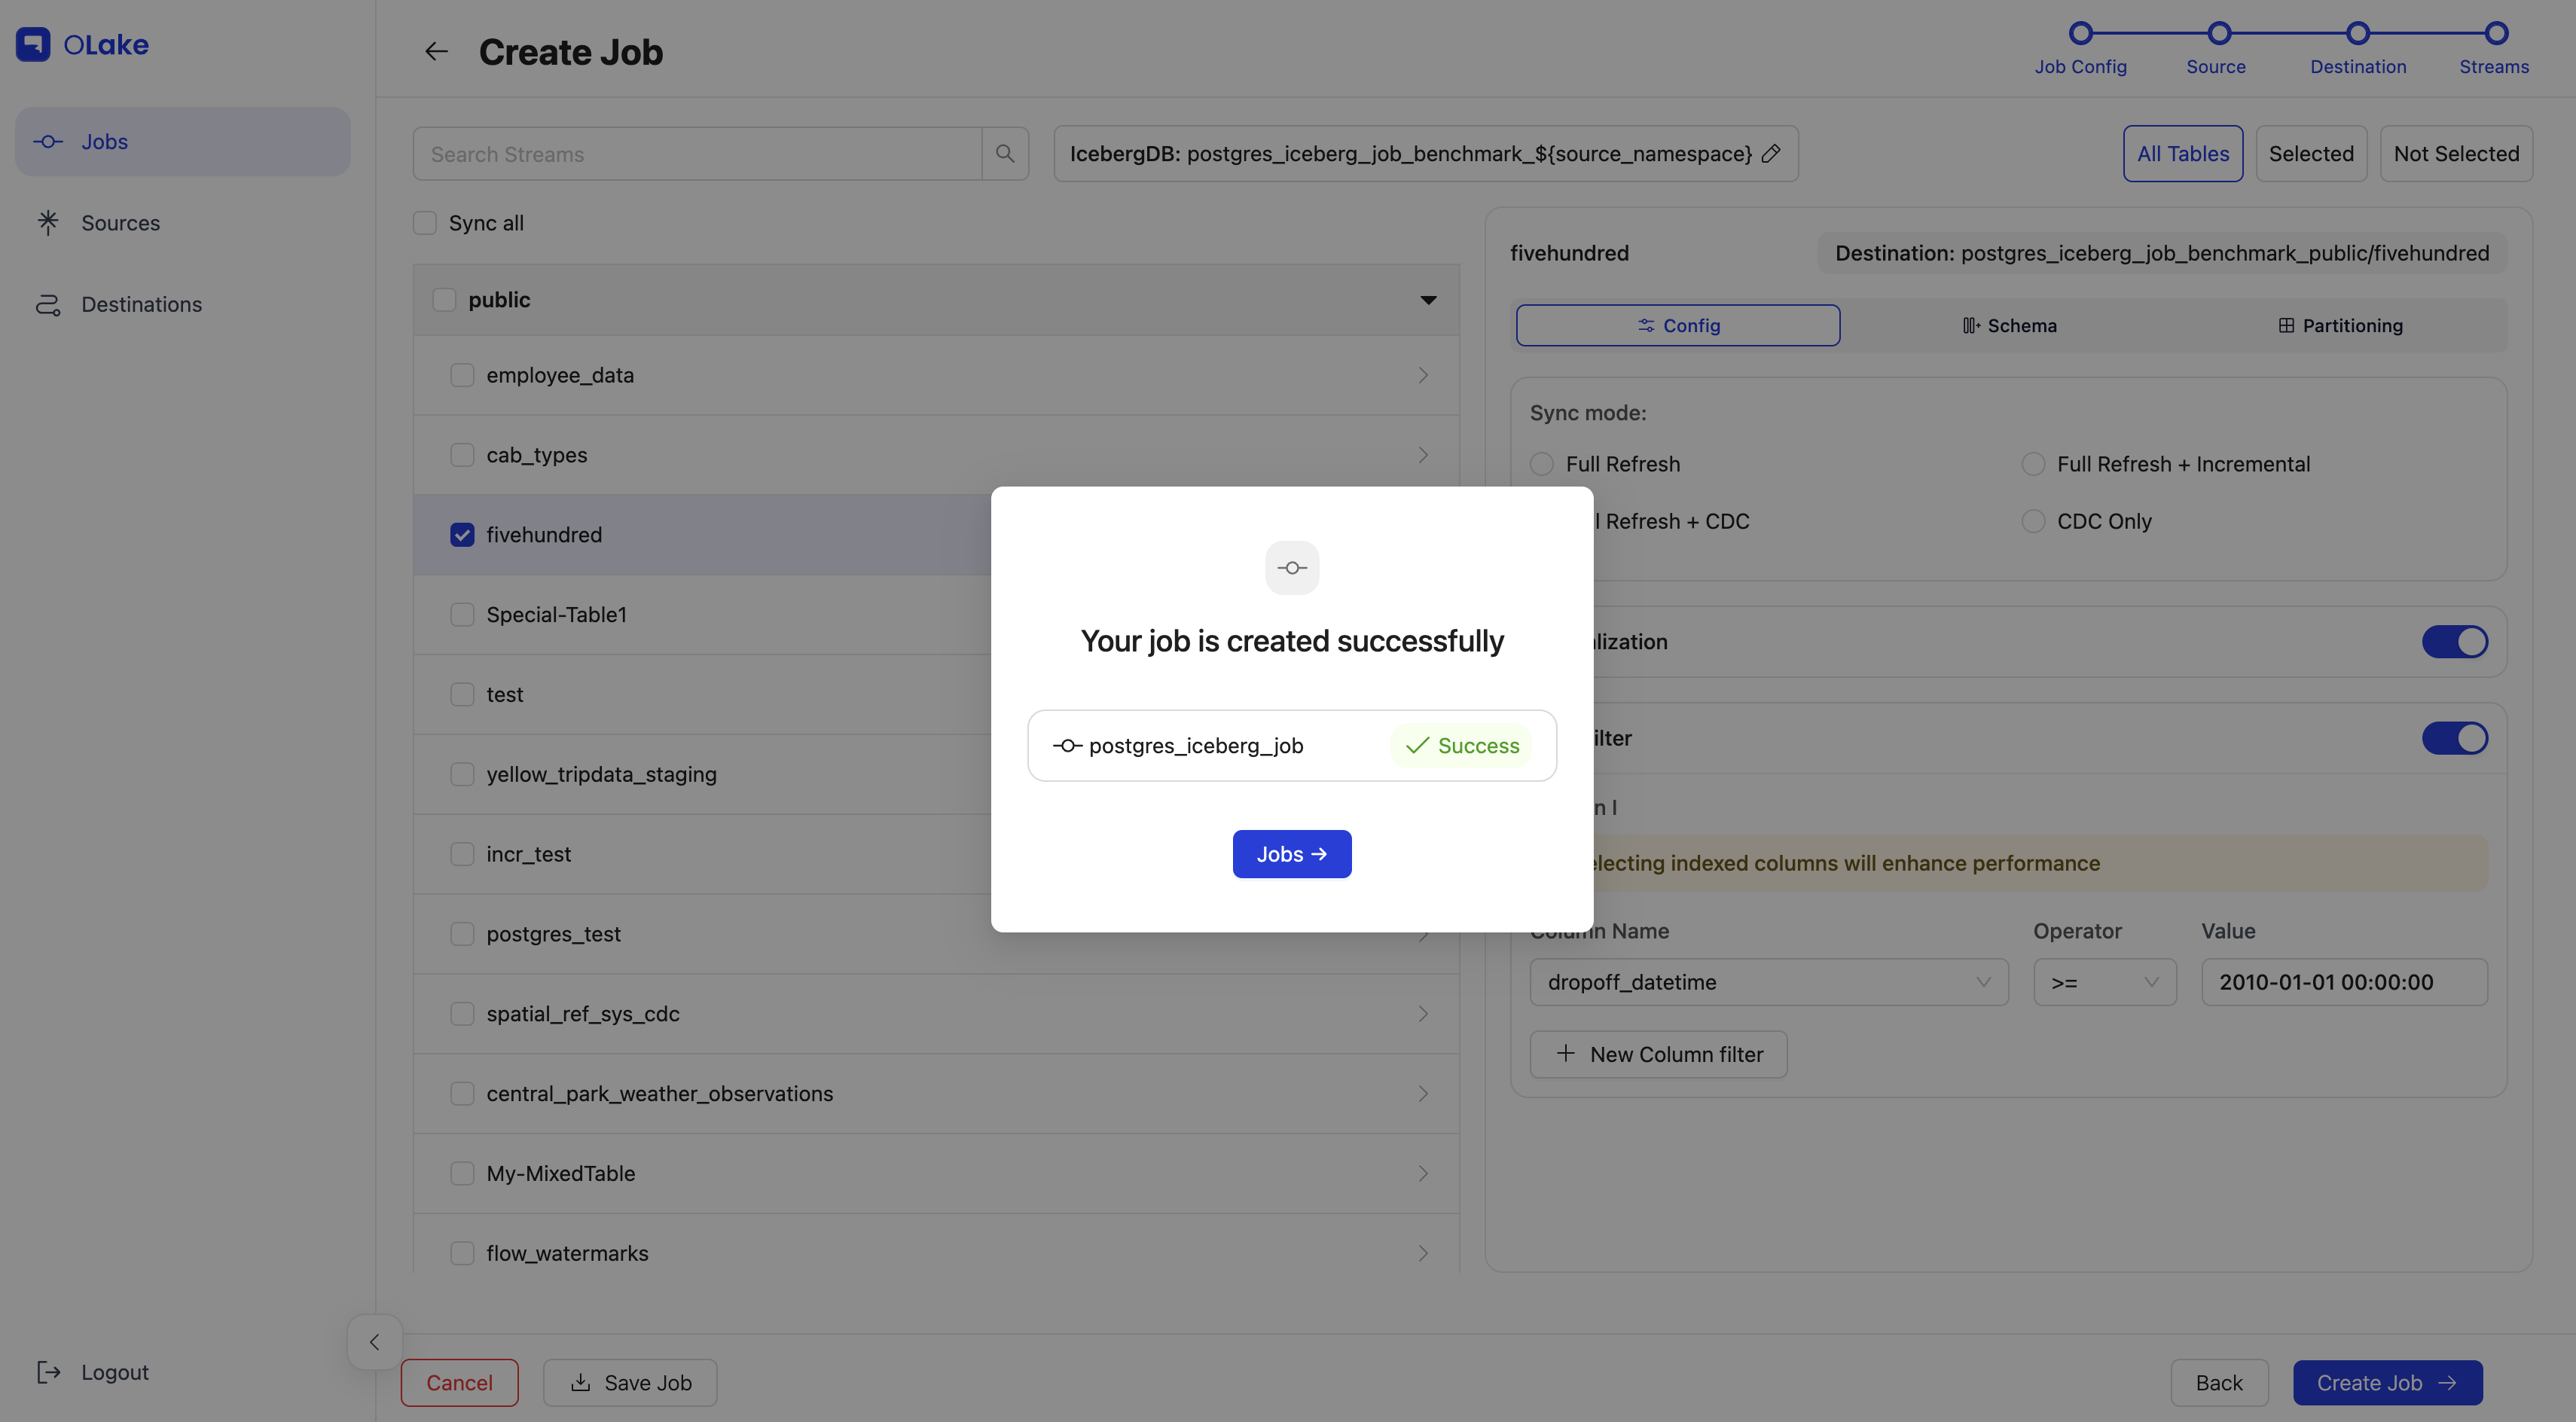 OLake
Jobs
Sources
Destinations
Logout
Create Job
Job Config
Source
Destination
Streams
Search Streams
IcebergDB: postgres_iceberg_job_benchmark_${source_namespace}
All Tables
Selected
Not Selected
Sync all
public
employee_data
cab_types
fivehundred
Special-Table1
test
yellow_tripdata_staging
incr_test
postgres_test
spatial_ref_sys_cdc
central_park_weather_observations
My-MixedTable
flow_watermarks
fivehundred
Destination: postgres_iceberg_job_benchmark_public/fivehundred
Config
Schema
Partitioning
Sync mode:
Full Refresh
Full Refresh + Incremental
l Refresh + CDC
CDC Only
lization
ilter
n I
electing indexed columns will enhance performance
Column Name
Operator
Value
dropoff_datetime
>=
2010-01-01 00:00:00
New Column filter
Your job is created successfully
postgres_iceberg_job
Success
Jobs →
Cancel
Save Job
Back
Create Job →